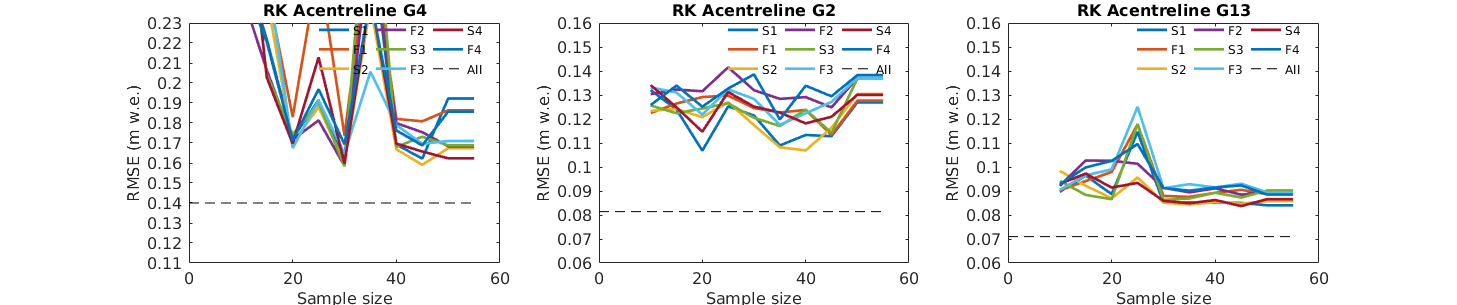 RK Acentreline G4
RMSE (m w.e.)
0.23
0.22
0.21
0.2
0.19
0.18
0.17
0.16
0.15
0.14
0.13
0.12
0.11
0
20
40
60
Sample size
S1 F2 S4
F1 S3 F4
S2 F3 All
RK Acentreline G2
RMSE (m w.e.)
0.16
0.15
0.14
0.13
0.12
0.11
0.1
0.09
0.08
0.07
0.06
0
20
40
60
Sample size
S1 F2 S4
F1 S3 F4
S2 F3 All
RK Acentreline G13
RMSE (m w.e.)
0.16
0.15
0.14
0.13
0.12
0.11
0.1
0.09
0.08
0.07
0.06
0
20
40
60
Sample size
S1 F2 S4
F1 S3 F4
S2 F3 All